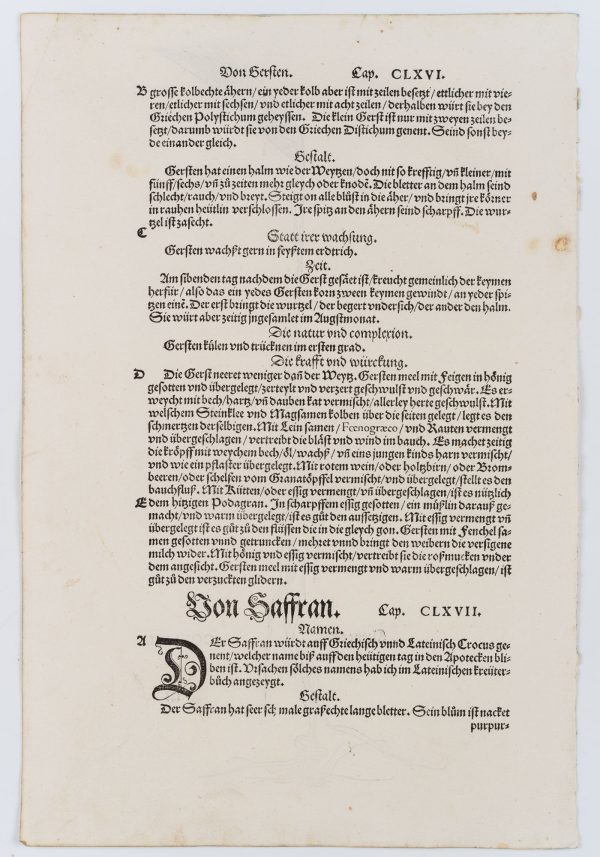 Von Gersten. Cap. CLXVI.
B grosse kolbechte ähern/ein yeder kolb aber ist mit zeilen besetzt/ettlicher mit vie-
ren/etlicher mit sechsen/vnd etlicher mit acht zeilen/derhalben würt sie bey den
Griechen Polystichum geheyssen. Die klein Gerst ist nur mit zweyen zeilen be-
setzt/darumb würdt sie von den Griechen Distichum genent. Seind sonst bey-
de einander gleich.
Gestalt.
Gersten hat einen halm wie der Weytzen/doch nit so krefftig/vñ kleiner/mit
fünff/sechs/vñ zů zeiten mehr gleych oder knodẽ. Die bletter an dem halm seind
schlecht/rauch/vnd breyt. Steigt on alle blüst in die äher/vnd bringt jre körner
in rauhen heütlin verschlossen. Jre spitz an den ähern seind scharpff. Die wur-
tzel ist zasecht.
C Statt irer wachsung.
Gersten wachßt gern in feyßtem erdtrich.
Zeit.
Am sibenden tag nachdem die Gerst gesäet ist/kreucht gemeinlich der keymen
herfür/also das ein yedes Gersten korn zween keymen gewindt/an yeder spi-
tzen einẽ. Der erst bringt die wurtzel/der begert vndersich/der ander den halm.
Sie würt aber zeitig jngesamlet im Augstmonat.
Die natur vnd complexion.
Gersten külen vnd trücknen im ersten grad.
Die krafft vnd würckung.
D Die Gerst neeret weniger dañ der Weytz. Gersten meel mit Feigen in hönig
gesotten vnd übergelegt/zerteylt vnd verzert geschwulst vnd geschwär. Es er-
weycht mit bech/hartz/vñ dauben kat vermischt/allerley herte geschwulst. Mit
welschem Steinklee vnd Magsamen kolben über die seiten gelegt/legt es den
schmertzen derselbigen. Mit Lein samen/Fœnogræco/vnd Rauten vermengt
vnd übergeschlagen/vertreibt die bläst vnd wind im bauch. Es machet zeitig
die kröpff mit weychem bech/öl/wachß/vñ eins jungen kinds harn vermischt/
vnd wie ein pflaster übergelegt. Mit rotem wein/oder holtzbirn/oder Brom-
beeren/oder schelfen vom Granatöpffel vermischt/vnd übergelegt/stellt es den
bauchfluß. Mit Kütten/oder essig vermengt/vñ übergeschlagen/ist es nützlich
E dem hitzigen Podagran. In scharpffem essig gesotten/ein müßlin darauß ge-
macht/vnd warm übergelegt/ist es gůt den aussetzigen. Mit essig vermengt vñ
übergelegt ist es gůt zů den flüssen die in die gleych gon. Gersten mit Fenchel sa-
men gesotten vnnd getruncken/mehret vnnd bringt den weibern die versigene
milch wider. Mit hönig vnd essig vermischt/vertreibt sie die roßmucken vnder
dem angesicht. Gersten meel mit essig vermengt vnd warm übergeschlagen/ist
gůt zů den verzuckten glidern.
Von Saffran. Cap. CLXVII.
Namen.
A DEr Saffran würdt auff Griechisch vnnd Lateinisch Crocus ge-
nent/welcher name biß auff den heütigen tag in den Apotecken bli-
ben ist. Vrsachen sölches namens hab ich im Lateinischen kreüter-
bůch angezeygt.
Gestalt.
Der Saffran hat seer schmale graßechte lange bletter. Sein blům ist nacket
purpur-